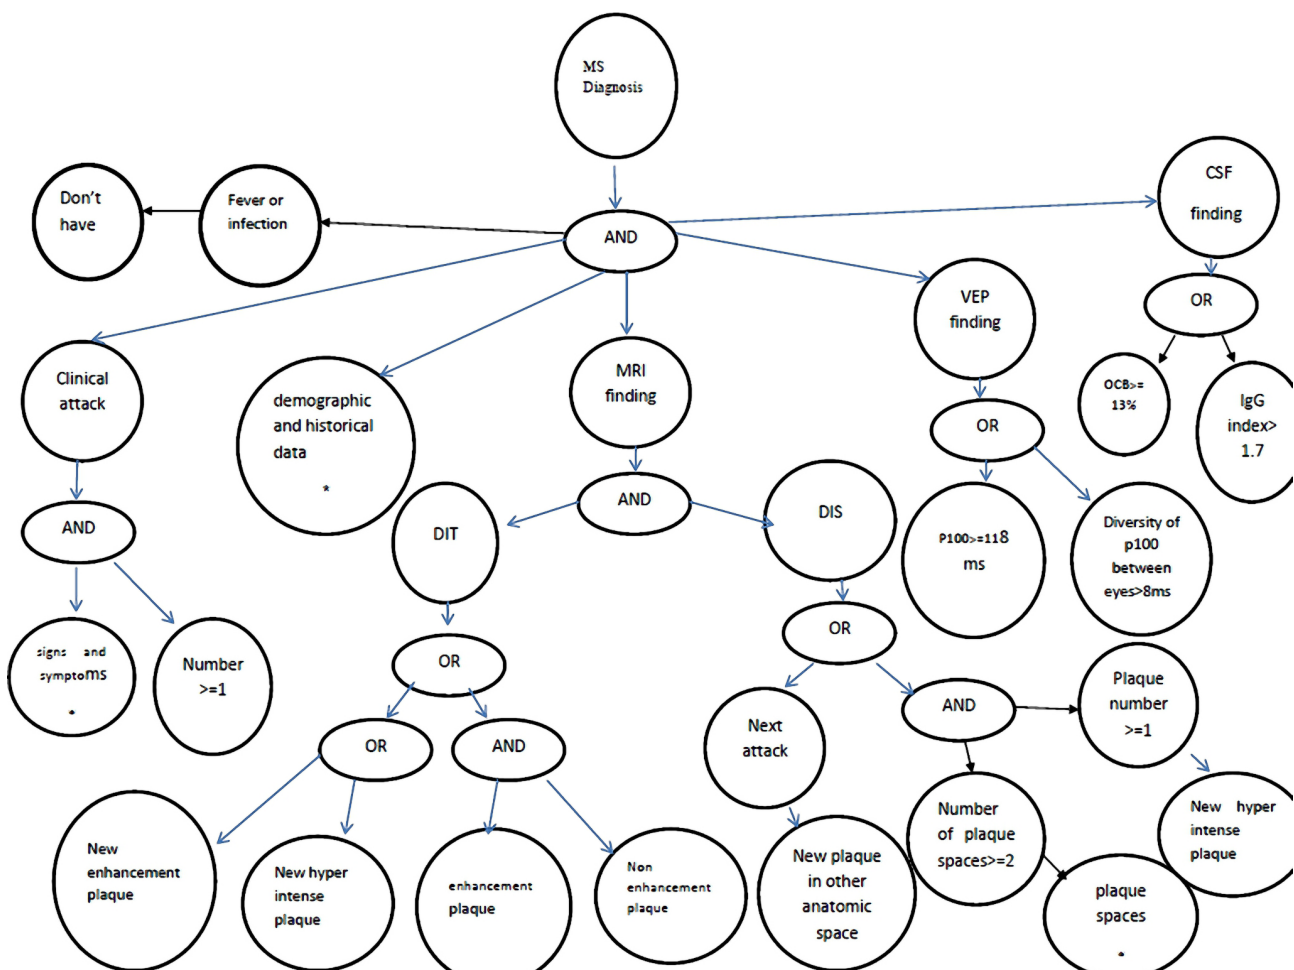 MS
Diagnosis
CSF
finding
Don't
have
Fever or
infection
AND
VEP
finding
OR
Clinical
attack
demographic
and historical
data
*
MRI
finding
OCB>=
13%
IgG
index>
1.7
OR
AND
AND
DIT
DIS
P100>=118
ms
Diversity of
p100
between
eyes>8ms
signs and
symptoms
*
Number
>=1
OR
OR
Plaque
number
>=1
AND
Next
attack
OR
AND
New hyper
intense
plaque
Number
of plaque
spaces>=2
New
enhancement
plaque
New hyper
intense
plaque
enhancement
plaque
Non
enhancement
plaque
New plaque
in other
anatomic
space
plaque
spaces
*